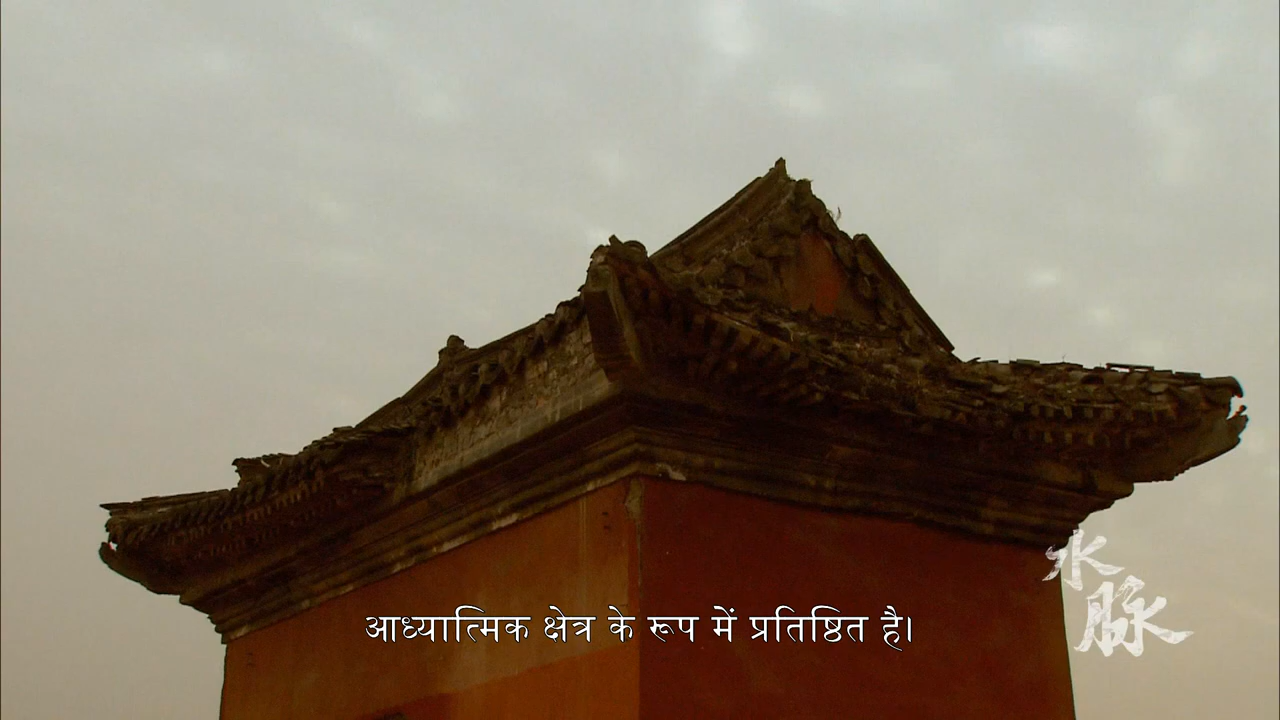 आध्यात्मिक क्षेत्र के रूप में प्रतिष्ठित है।
水脉